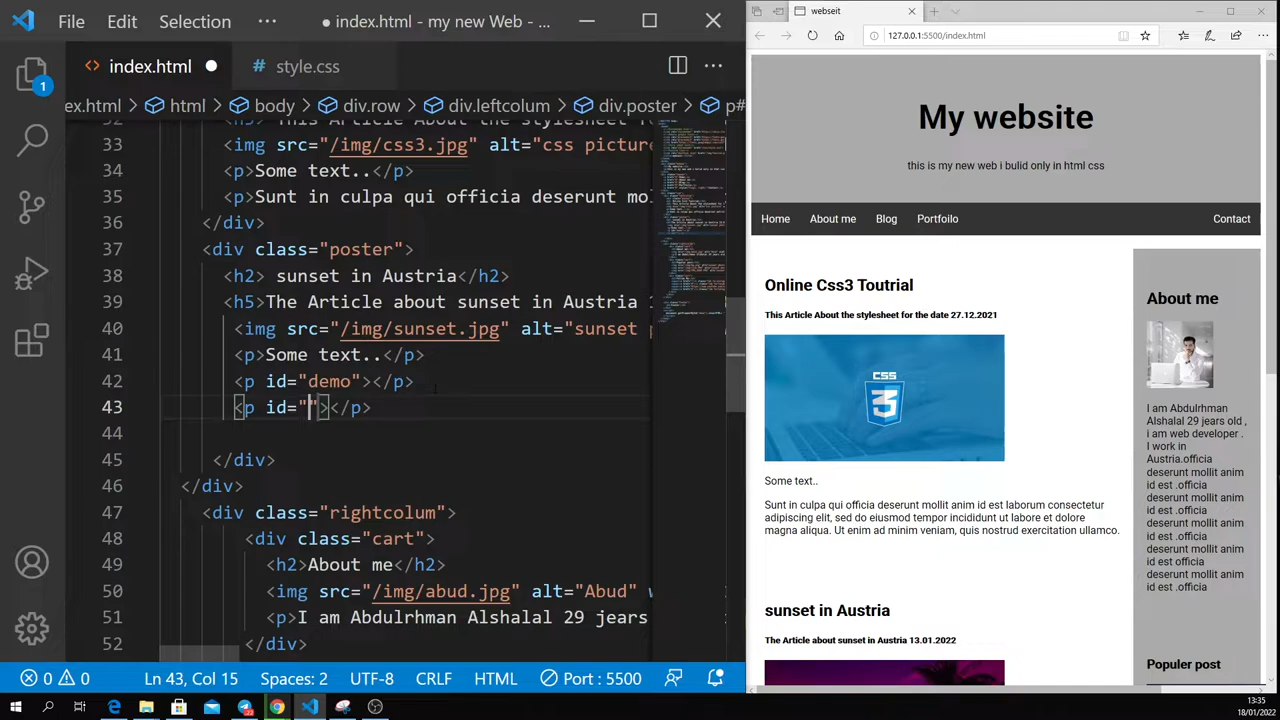 File Edit Selection ··· ● index.html - my new Web - ...
index.html ● # style.css
ex.html > html > body > div.row > div.leftcolum > div.poster > p#
33 <img src="/img/css3.jpg" alt="css picture
34 <p>Some text..</p>
35 <p>Sunt in culpa qui officia deserunt mol
36 </div>
37 <div class="poster">
38 <h2> sunset in Austria</h2>
39 <h5>The Article about sunset in Austria 1
40 <img src="/img/sunset.jpg" alt="sunset p
41 <p>Some text..</p>
42 <p id="demo"></p>
43 <p id=""></p>
44
45 </div>
46 </div>
47 <div class="rightcolum">
48 <div class="cart">
49 <h2>About me</h2>
50 <img src="/img/abud.jpg" alt="Abud" w
51 <p>I am Abdulrhman Alshalal 29 jears
52 </div>
1
0 0 Ln 43, Col 15 Spaces: 2 UTF-8 CRLF HTML Port : 5500
webseit
127.0.0.1:5500/index.html
My website
this is my new web i bulid only in html css
Home About me Blog Portfoilo Contact
Online Css3 Toutrial
This Article About the stylesheet for the date 27.12.2021
CSS
3
Some text..
Sunt in culpa qui officia deserunt mollit anim id est laborum consectetur
adipiscing elit, sed do eiusmod tempor incididunt ut labore et dolore
magna aliqua. Ut enim ad minim veniam, quis nostrud exercitation ullamco.
sunset in Austria
The Article about sunset in Austria 13.01.2022
About me
I am Abdulrhman
Alshalal 29 jears old ,
i am web developer .
I work in
Austria.officia
deserunt mollit anim
id est .officia
deserunt mollit anim
id est .officia
deserunt mollit anim
id est .officia
deserunt mollit anim
id est officia
deserunt mollit anim
id est .officia
Populer post
13:35
18/01/2022